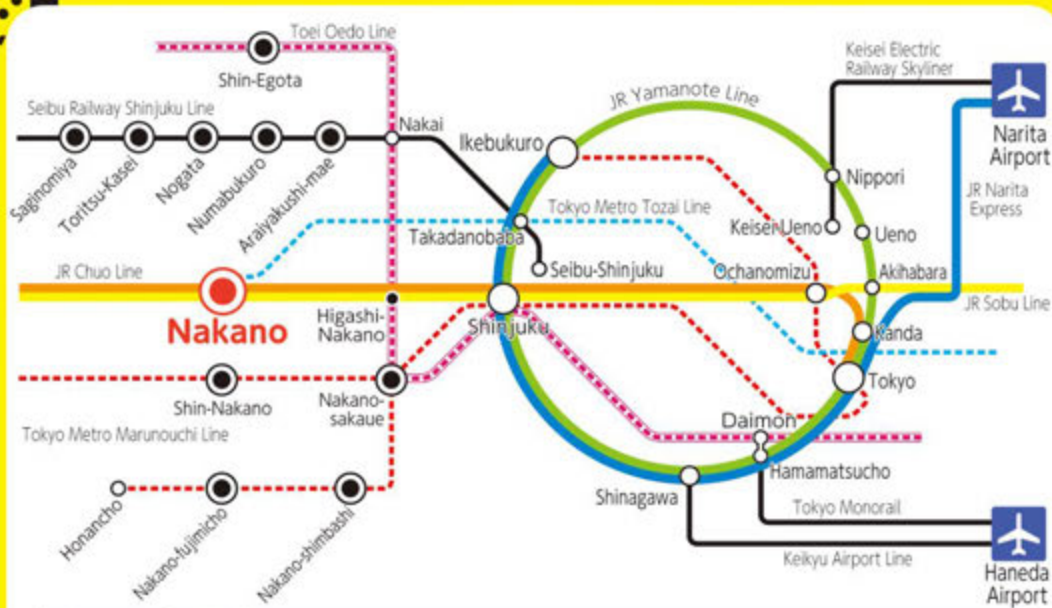 Toei Oedo Line
Shin-Egota
Keisei Electric
Railway Skyliner
Seibu Railway Shinjuku Line
JR Yamanote Line
Nakai
Ikebukuro
Narita
Airport
Saginomiya
Toritsu-Kasei
Nogata
Numabukuro
Araiyakushi-mae
Nippori
JR Narita
Express
Tokyo Metro Tozai Line
Takadanobaba
Keisei Ueno
Ueno
JR Chuo Line
Seibu-Shinjuku
Ochanomizu
Akihabara
JR Sobu Line
Nakano
Higashi-
Nakano
Shinjuku
Kanda
Shin-Nakano
Nakano-
sakaue
Tokyo
Tokyo Metro Marunouchi Line
Daimon
Hamamatsucho
Shinagawa
Tokyo Monorail
Honancho
Nakano-fujimicho
Nakano-shimbashi
Keikyu Airport Line
Haneda
Airport